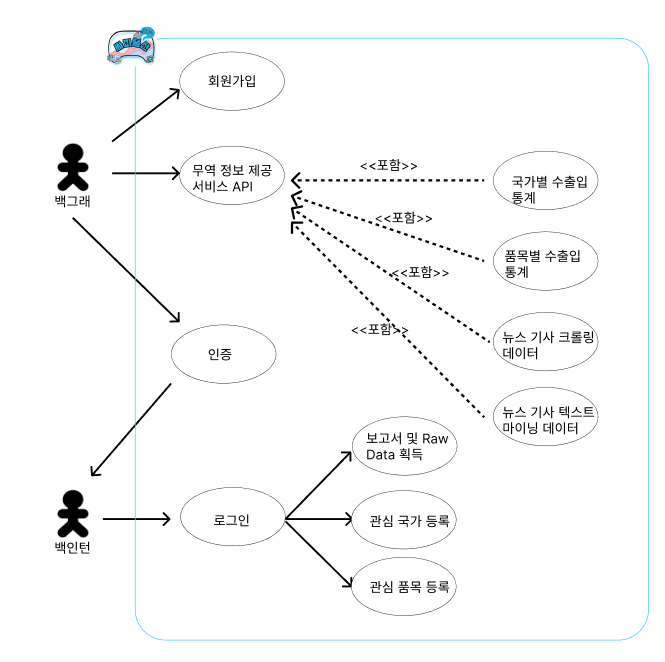 회원가입
무역 정보 제공
서비스 API
<<포함>>
국가별 수출입
통계
백그래
<<포함>>
품목별 수출입
통계
<<포함>>
<<포함>>
뉴스 기사 크롤링
데이터
인증
뉴스 기사 텍스트
마이닝 데이터
보고서 및 Raw
Data 획득
로그인
관심 국가 등록
백인턴
관심 품목 등록